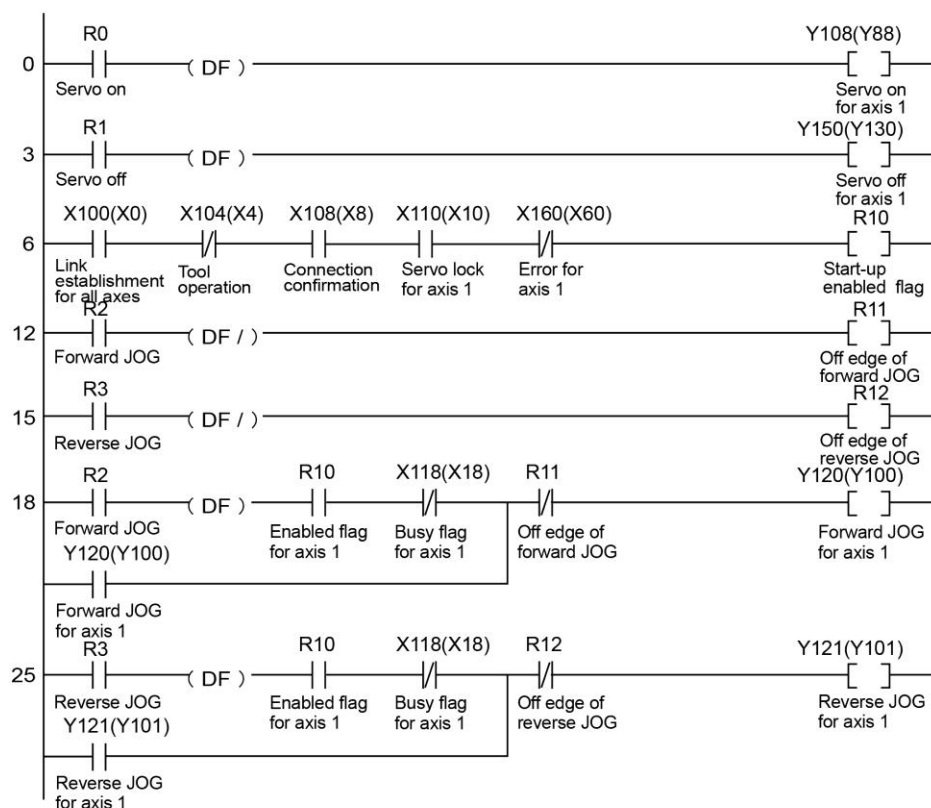 R0
Y108(Y88)
0
( DF )
Servo on
Servo on
for axis 1
R1
Y150(Y130)
3
( DF )
Servo off
Servo off
for axis 1
X100(X0)
X104(X4)
X108(X8)
X110(X10)
X160(X60)
R10
6
Link
establishment
for all axes
Tool
operation
Connection
confirmation
Servo lock
for axis 1
Error for
axis 1
Start-up
enabled flag
R2
R11
12
( DF / )
Forward JOG
Off edge of
forward JOG
R3
R12
15
( DF / )
Reverse JOG
Off edge of
reverse JOG
R2
R10
X118(X18)
R11
Y120(Y100)
18
( DF )
Forward JOG
Enabled flag
for axis 1
Busy flag
for axis 1
Off edge of
forward JOG
Forward JOG
for axis 1
Y120(Y100)
Forward JOG
for axis 1
R3
R10
X118(X18)
R12
Y121(Y101)
25
( DF )
Reverse JOG
Enabled flag
for axis 1
Busy flag
for axis 1
Off edge of
reverse JOG
Reverse JOG
for axis 1
Y121(Y101)
Reverse JOG
for axis 1